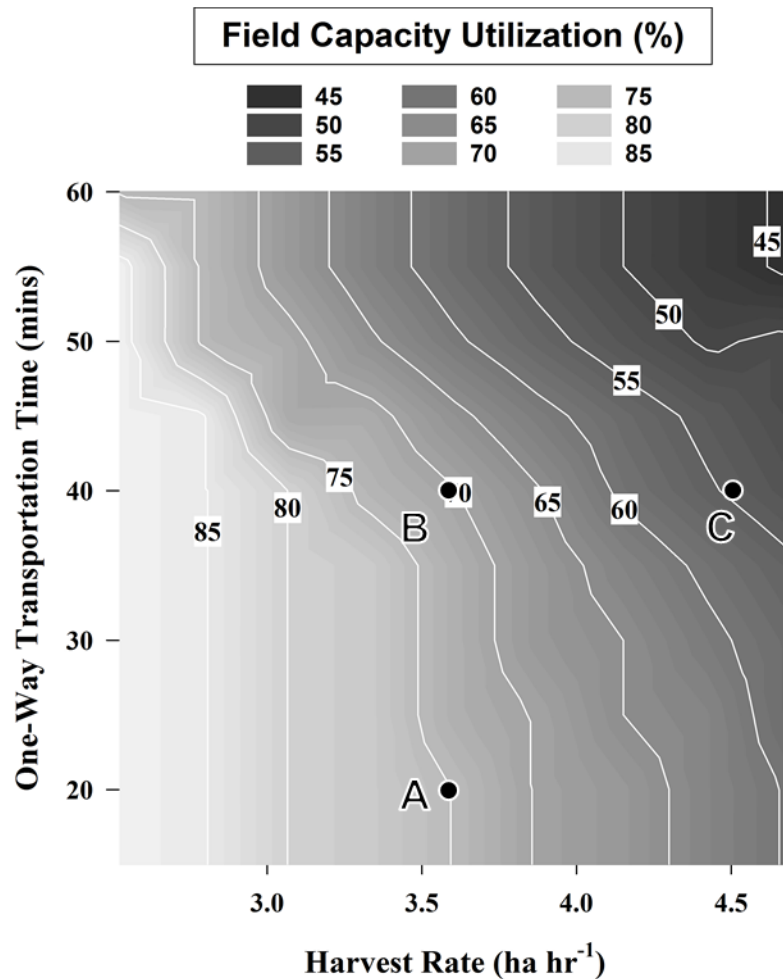 Field Capacity Utilization (%)
45 60 75
50 65 80
55 70 85
One-Way Transportation Time (mins)
60
50
40
30
20
45
50
55
75
70
80
65
60
85
B
C
A
3.0 3.5 4.0 4.5
Harvest Rate (ha hr⁻¹)